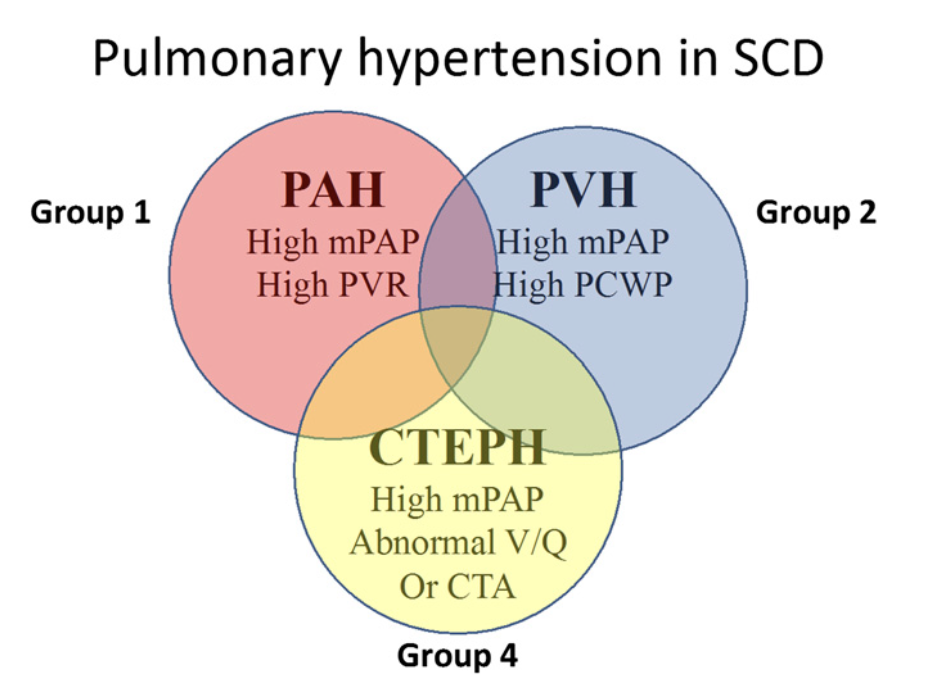 Pulmonary hypertension in SCD
Group 1
PAH
High mPAP
High PVR
PVH
High mPAP
High PCWP
Group 2
CTEPH
High mPAP
Abnormal V/Q
Or CTA
Group 4